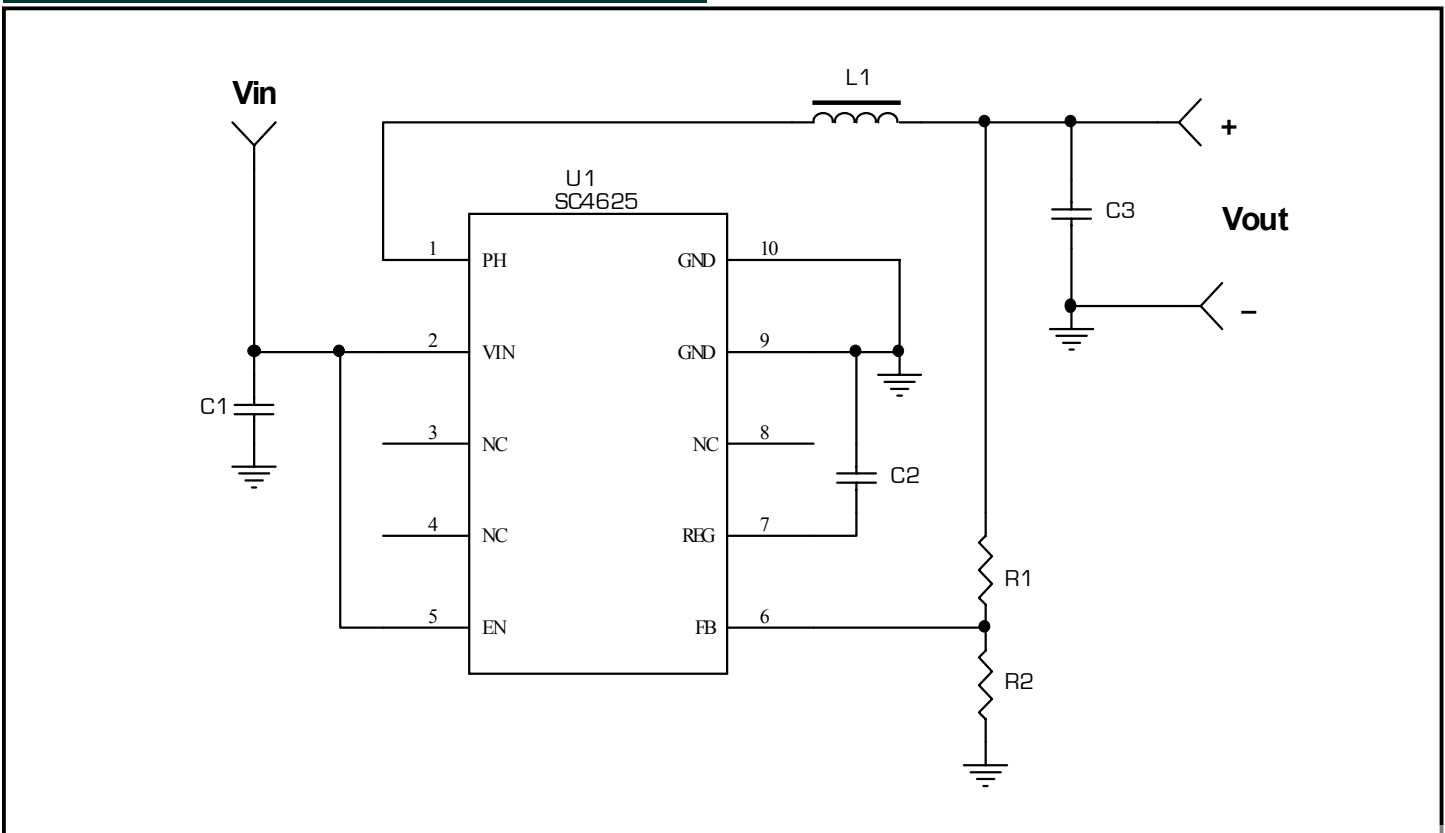 L1
Vin
+
U1
SC4625
C3
Vout
1 PH GND 10
–
2 VIN GND 9
C1
3 NC NC 8
C2
4 NC REG 7
R1
5 EN FB 6
R2